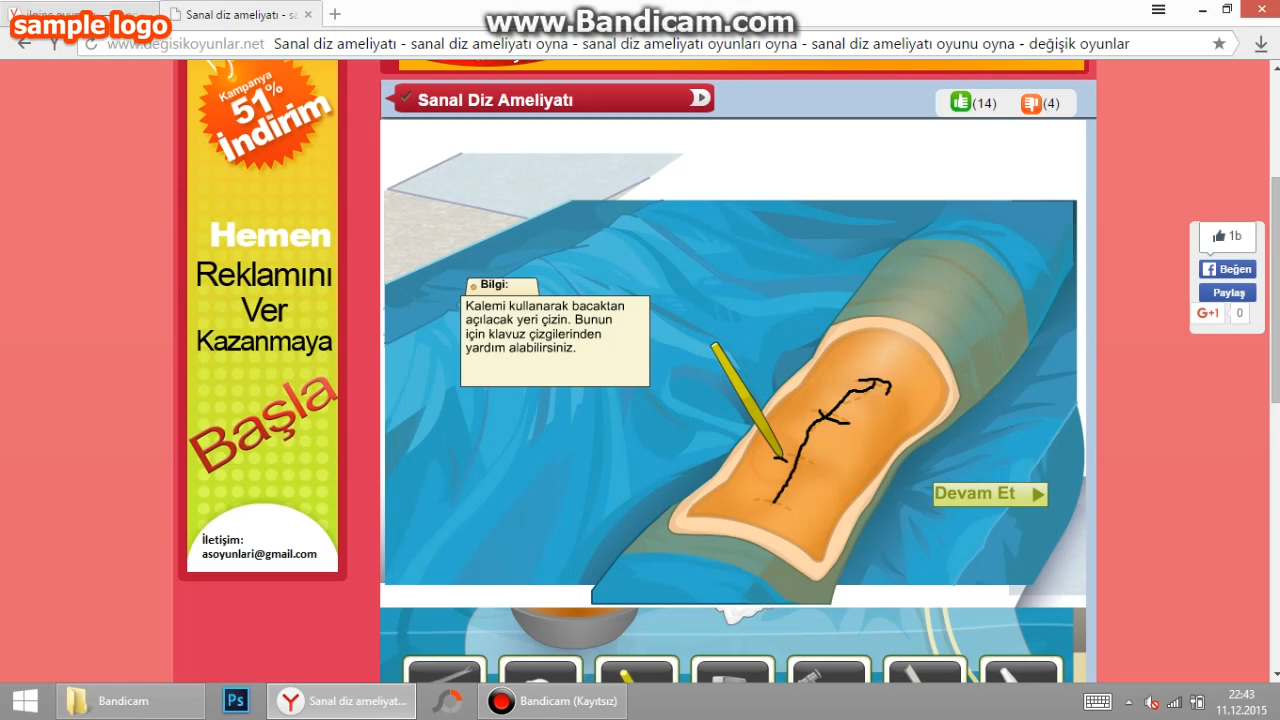 www.Bandicam.com
sample logo
Sanal diz ameliyatı - sa
www.degisikoyunlar.net
Sanal diz ameliyatı - sanal diz ameliyatı oyna - sanal diz ameliyatı oyunları oyna - sanal diz ameliyatı oyunu oyna - değişik oyunlar
Kampanya
51%
İndirim
Hemen
Reklamını
Ver
Kazanmaya
Başla
İletişim:
asoyunlari@gmail.com
Sanal Diz Ameliyatı
(14)
(4)
Bilgi:
Kalemi kullanarak bacaktan
açılacak yeri çizin. Bunun
için klavuz çizgilerinden
yardım alabilirsiniz.
Devam Et
1b
Beğen
Paylaş
G+1
0
Bandicam
Ps
Sanal diz ameliyat...
Bandicam (Kayıtsız)
22:43
11.12.2015